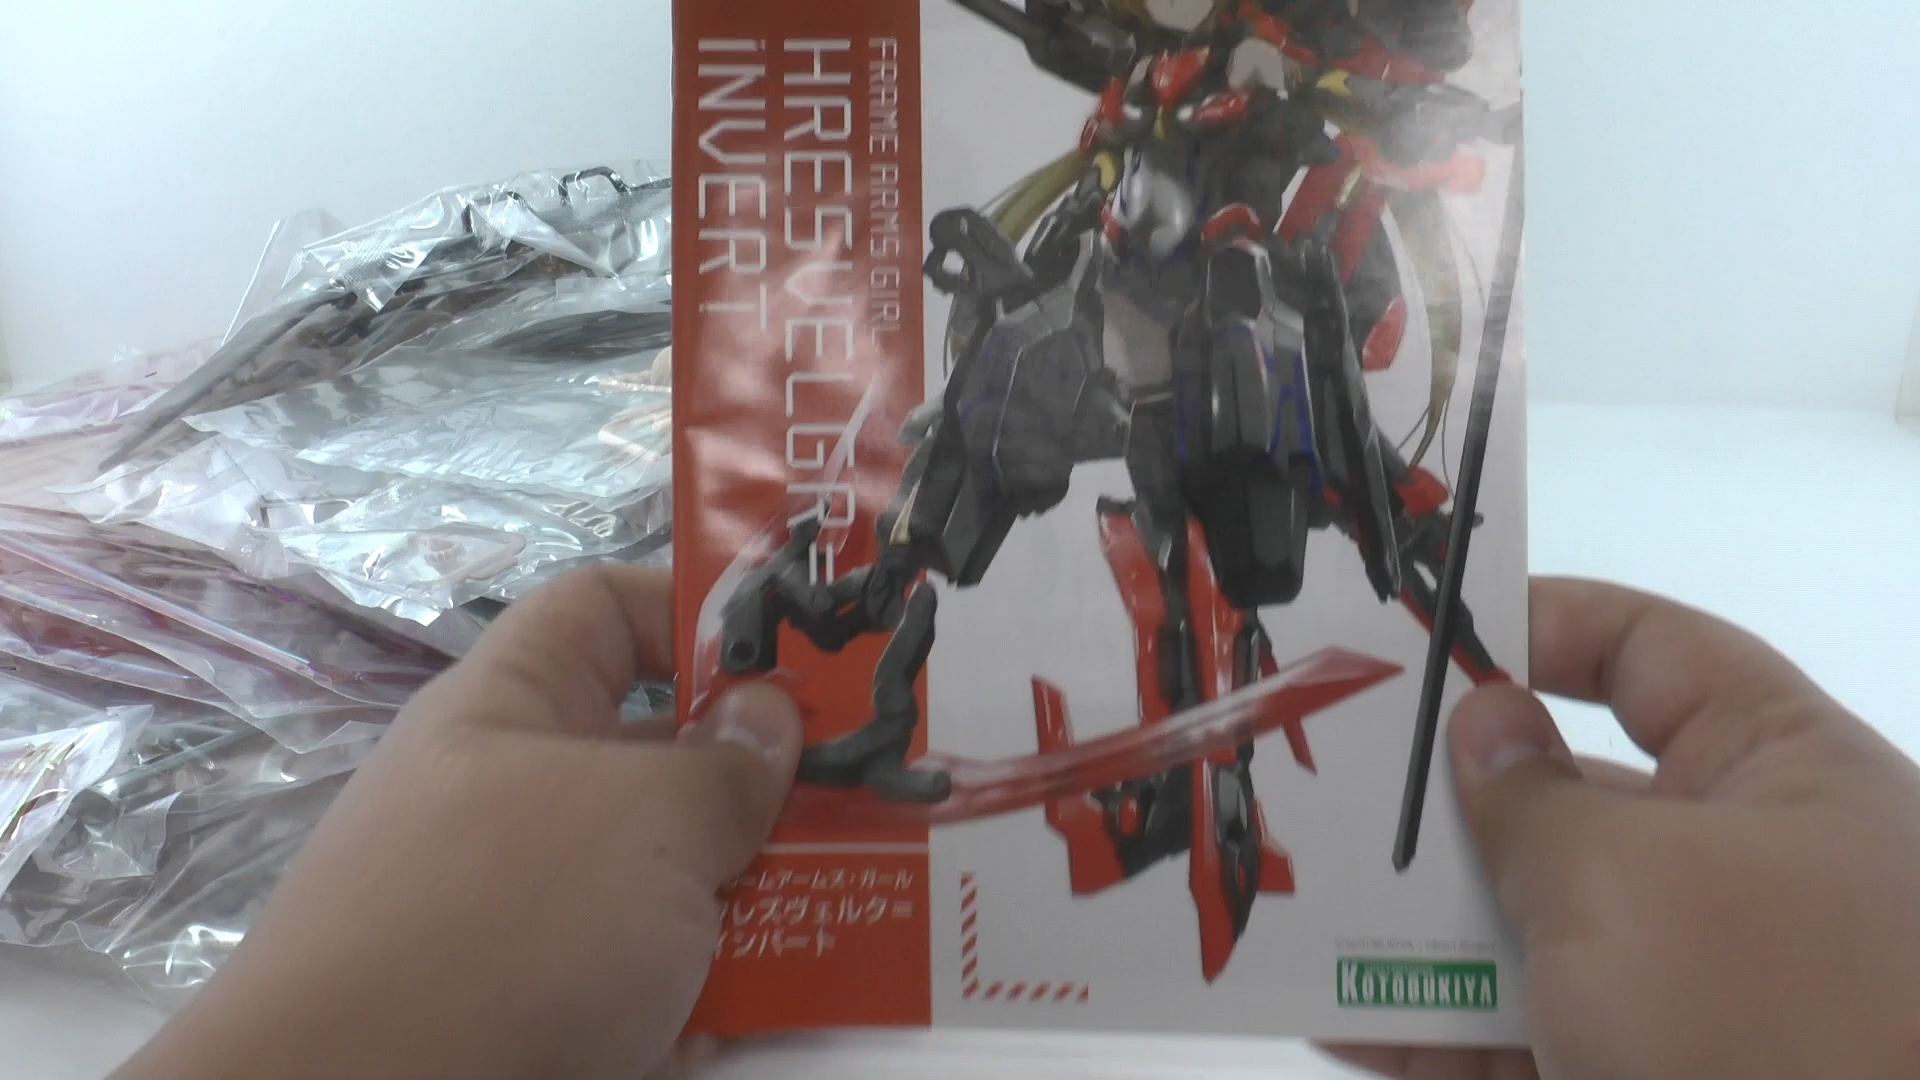 FRAME ARMS GIRL
HRESVELGR=
INVERT
ームアームズ・ガール
レズヴェルク=
インバート
KOTOBUKIYA